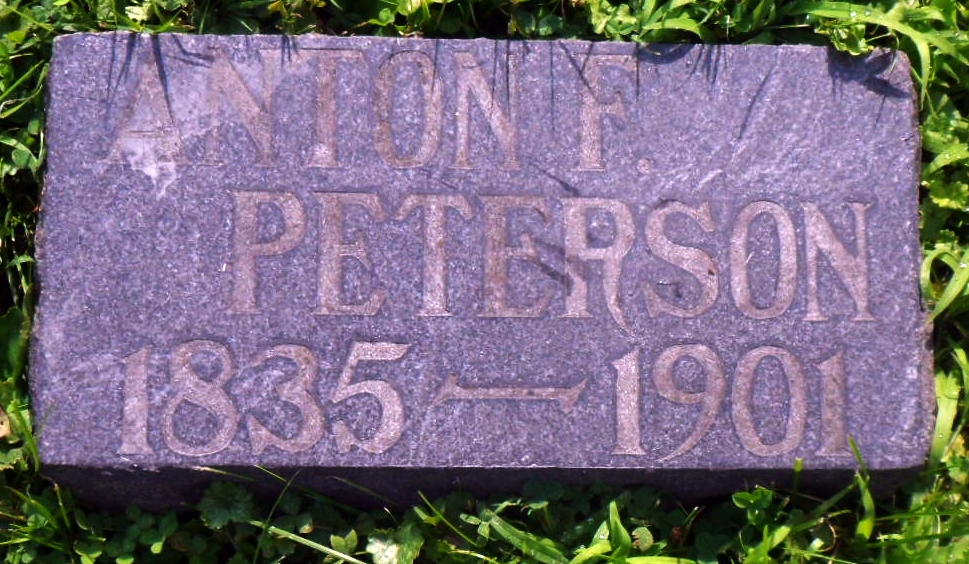 ANTON F.
PETERSON
1835 — 1901